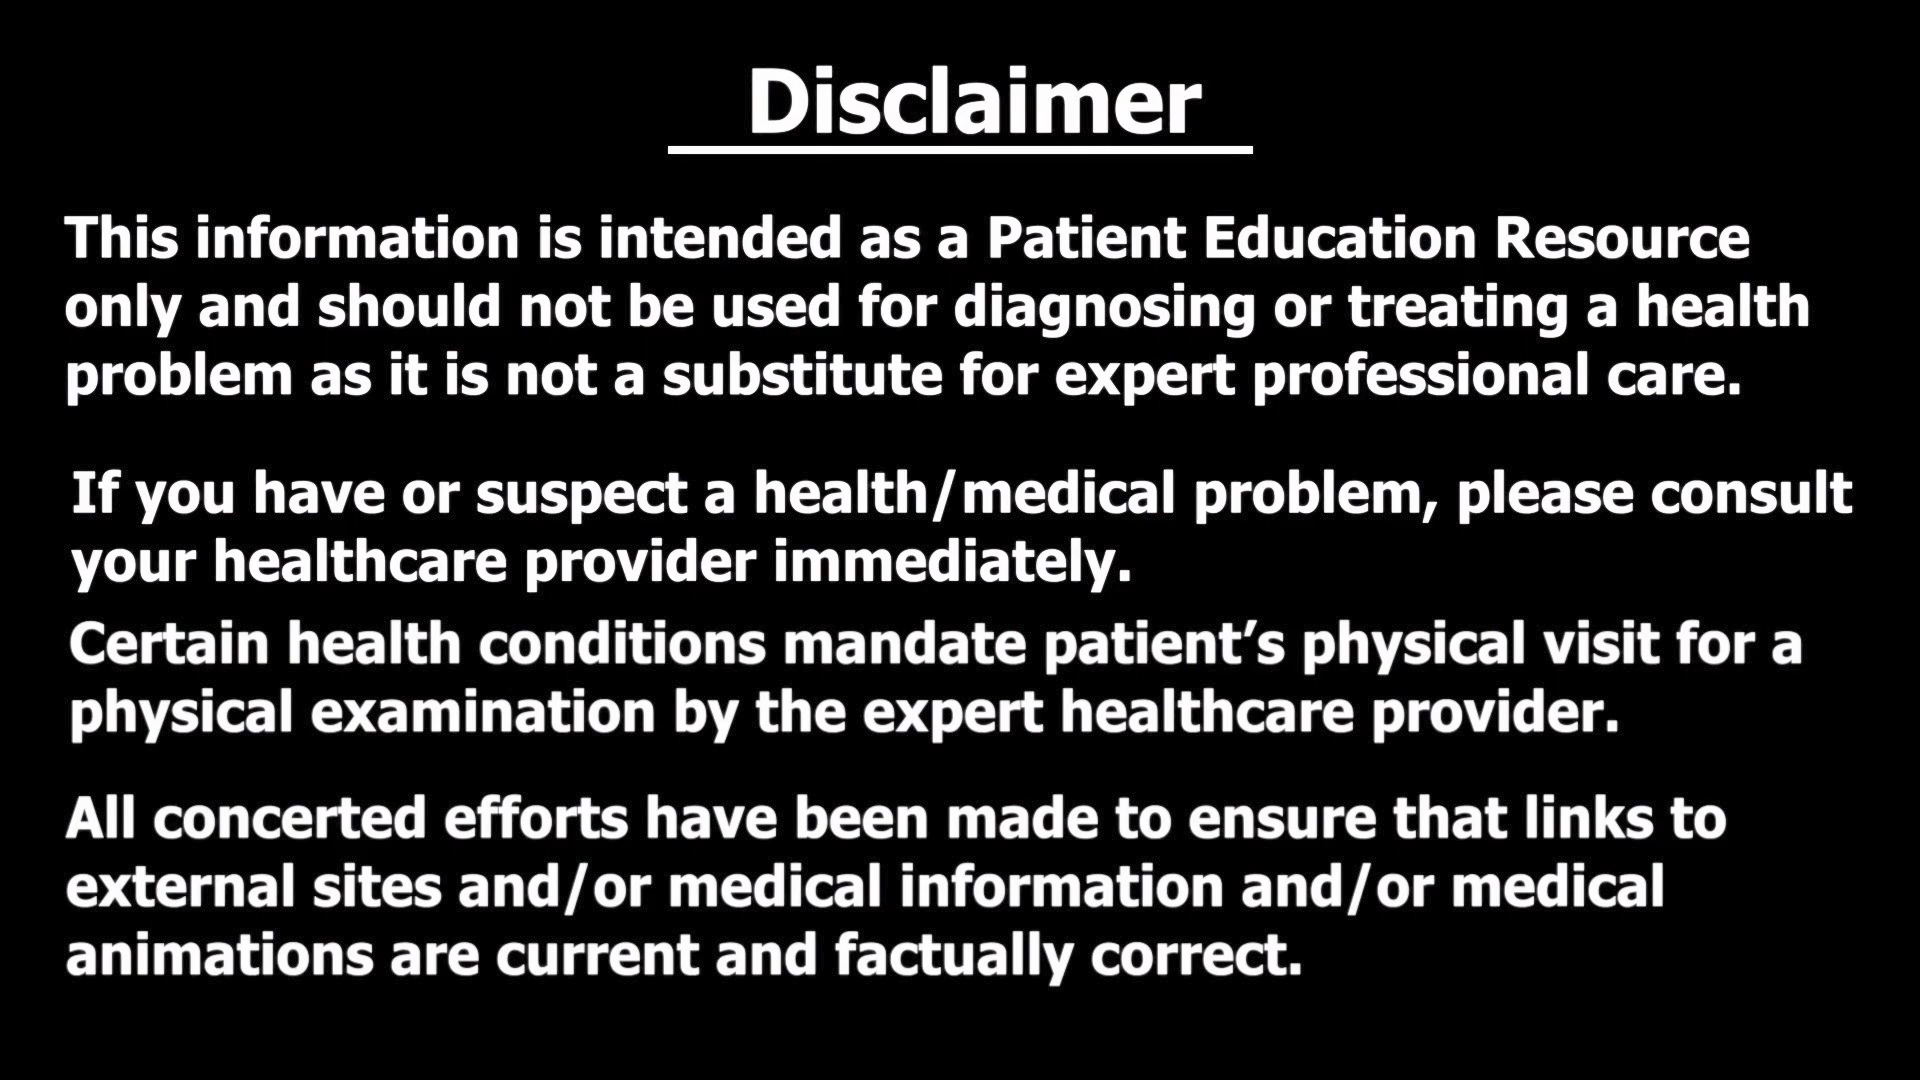 Disclaimer
This information is intended as a Patient Education Resource
only and should not be used for diagnosing or treating a health
problem as it is not a substitute for expert professional care.
If you have or suspect a health/medical problem, please consult
your healthcare provider immediately.
Certain health conditions mandate patient’s physical visit for a
physical examination by the expert healthcare provider.
All concerted efforts have been made to ensure that links to
external sites and/or medical information and/or medical
animations are current and factually correct.